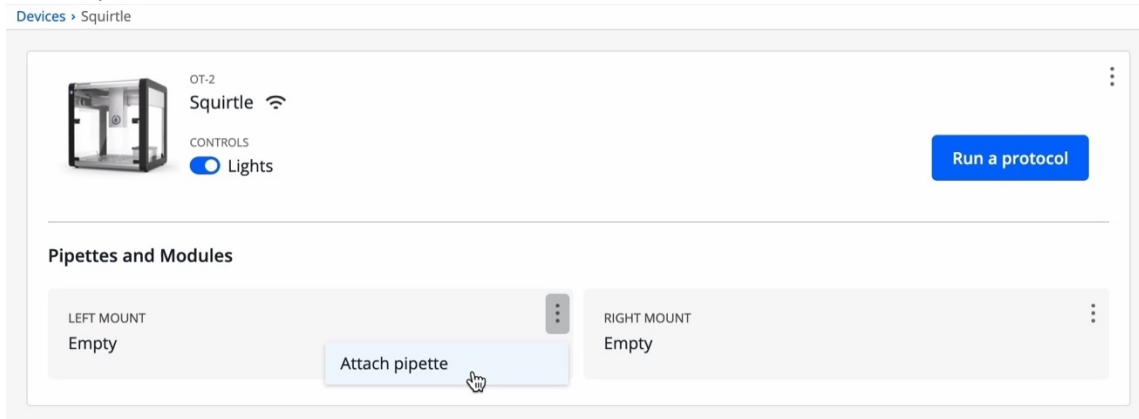 Devices › Squirtle
OT-2
Squirtle
CONTROLS
Lights
Run a protocol
Pipettes and Modules
LEFT MOUNT
Empty
Attach pipette
RIGHT MOUNT
Empty